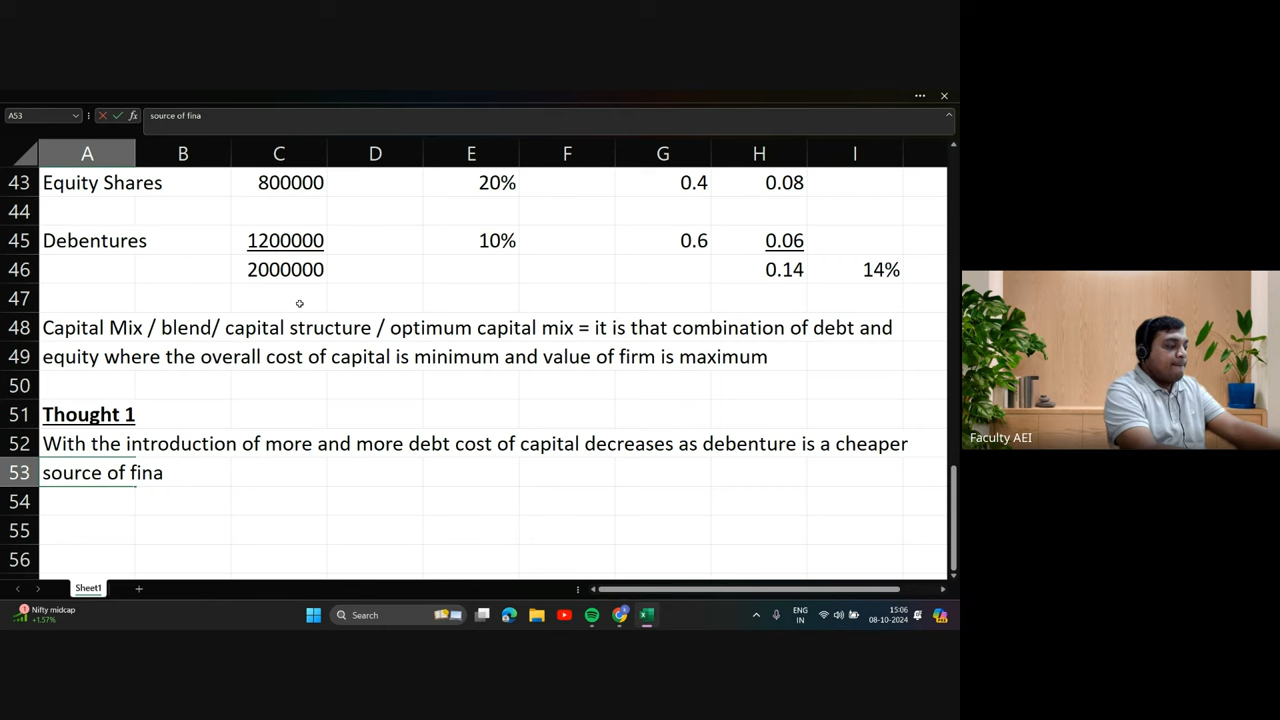 A53
fx
source of fina
A B C D E F G H I
43 Equity Shares 800000 20% 0.4 0.08
44
45 Debentures 1200000 10% 0.6 0.06
46 2000000 0.14 14%
47
48 Capital Mix / blend/ capital structure / optimum capital mix = it is that combination of debt and
49 equity where the overall cost of capital is minimum and value of firm is maximum
50
51 Thought 1
52 With the introduction of more and more debt cost of capital decreases as debenture is a cheaper
53 source of fina
54
55
56
Sheet1
Faculty AEI
Nifty midcap
+1.57%
Search
ENG
IN
15:06
08-10-2024